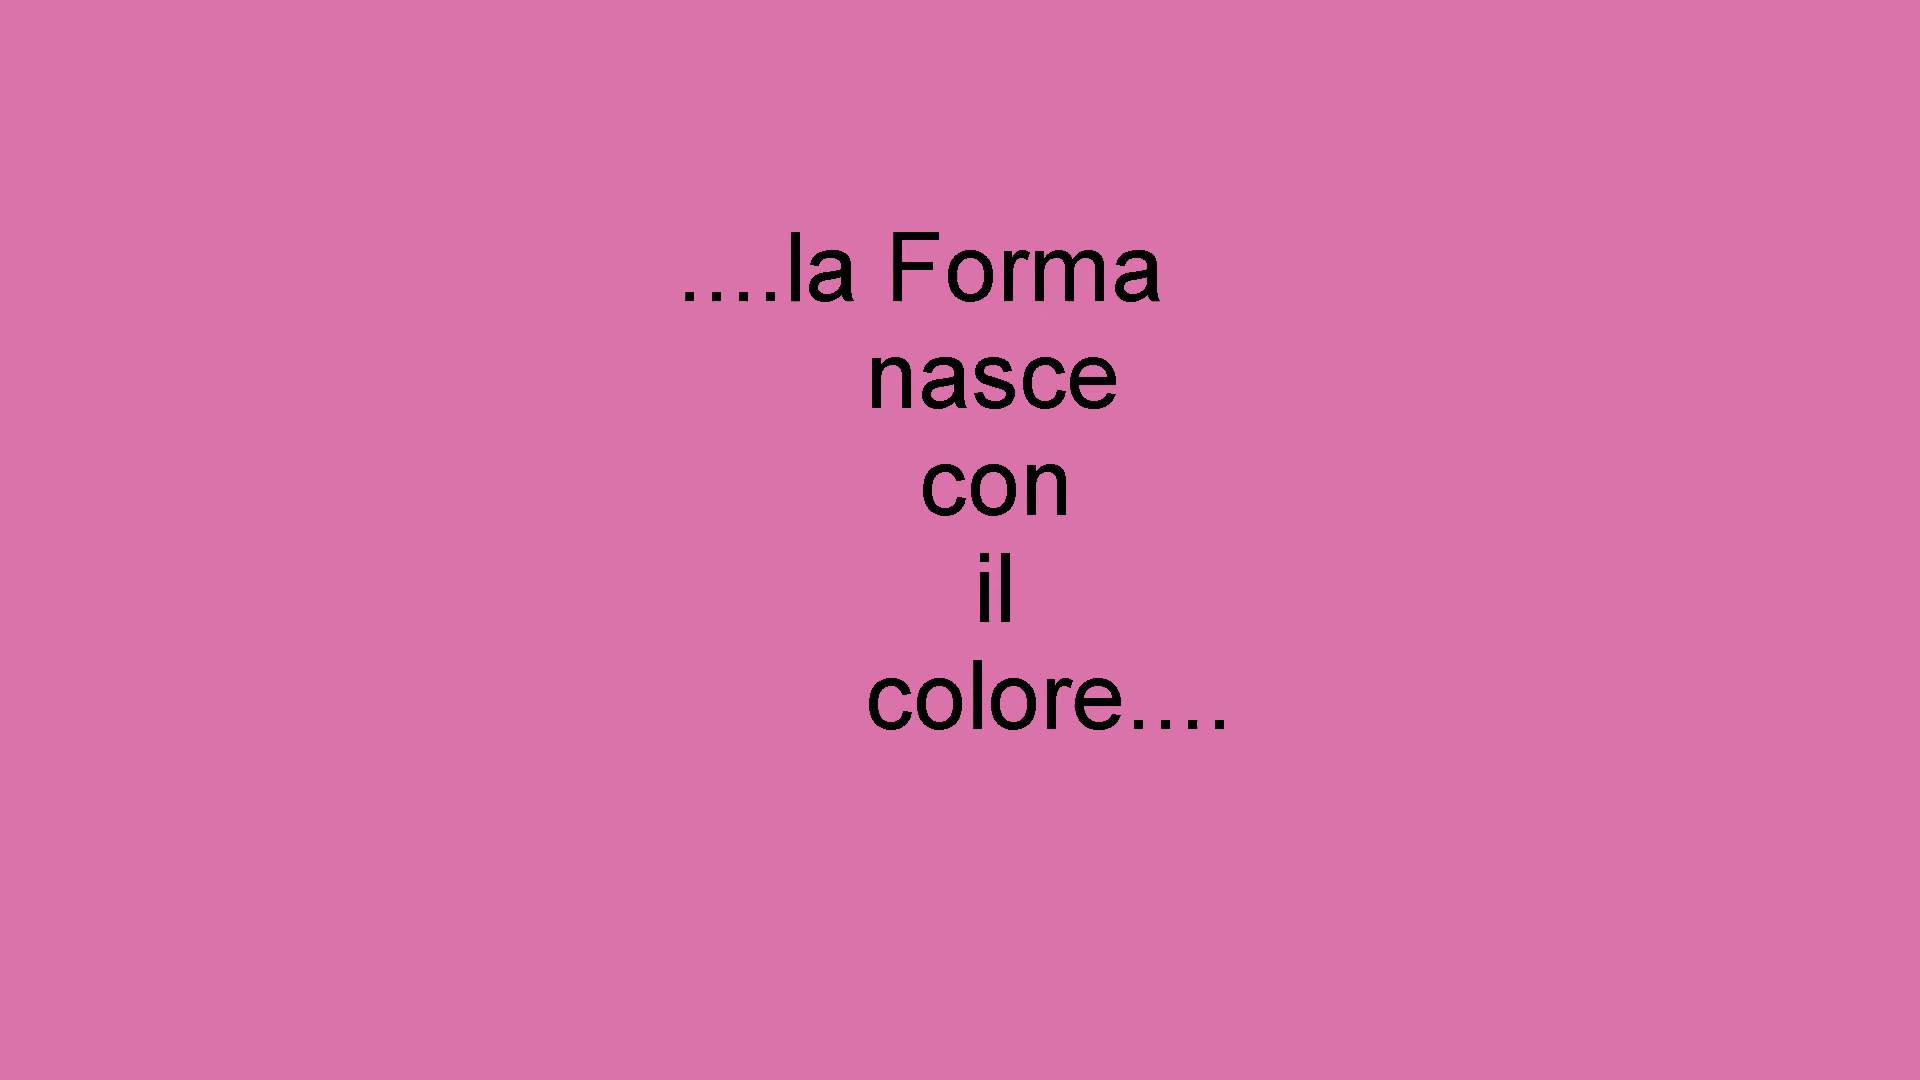 ....la Forma
nasce
con
il
colore....